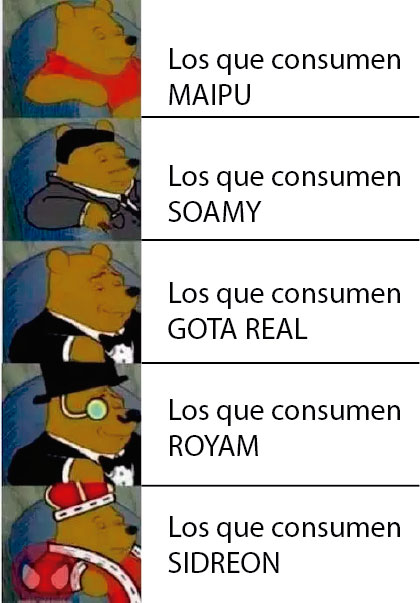 Los que consumen
MAIPU
Los que consumen
SOAMY
Los que consumen
GOTA REAL
Los que consumen
ROYAM
Los que consumen
SIDREON